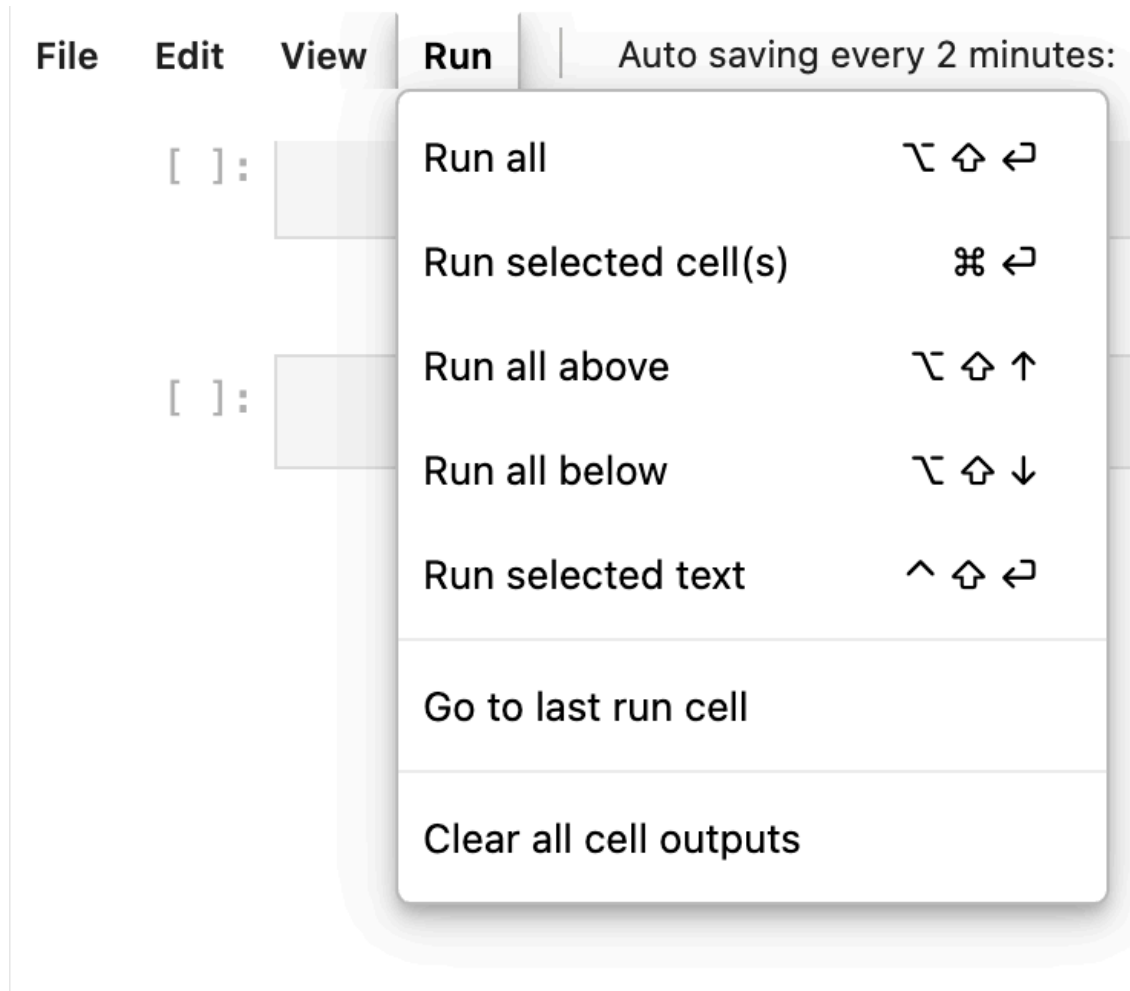 File Edit View Run Auto saving every 2 minutes:
[ ]:
Run all ⌥ ⇧ ↵
Run selected cell(s) ⌘ ↵
Run all above ⌥ ⇧ ↑
[ ]:
Run all below ⌥ ⇧ ↓
Run selected text ^ ⇧ ↵
Go to last run cell
Clear all cell outputs